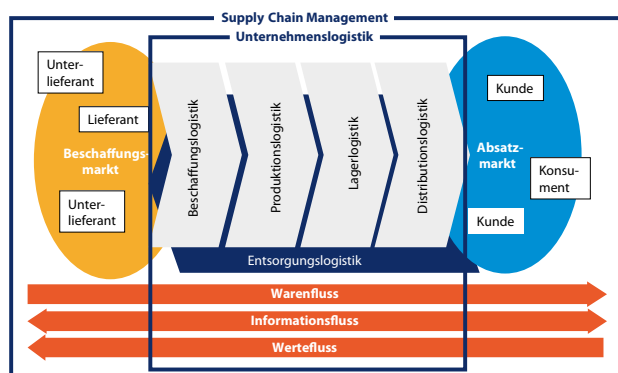 Supply Chain Management
Unternehmenslogistik
Unter-
lieferant
Lieferant
Beschaffungs-
markt
Unter-
lieferant
Beschaffungslogistik
Produktionslogistik
Lagerlogistik
Distributionslogistik
Kunde
Absatz-
markt
Konsu-
ment
Kunde
Entsorgungslogistik
Warenfluss
Informationsfluss
Wertefluss